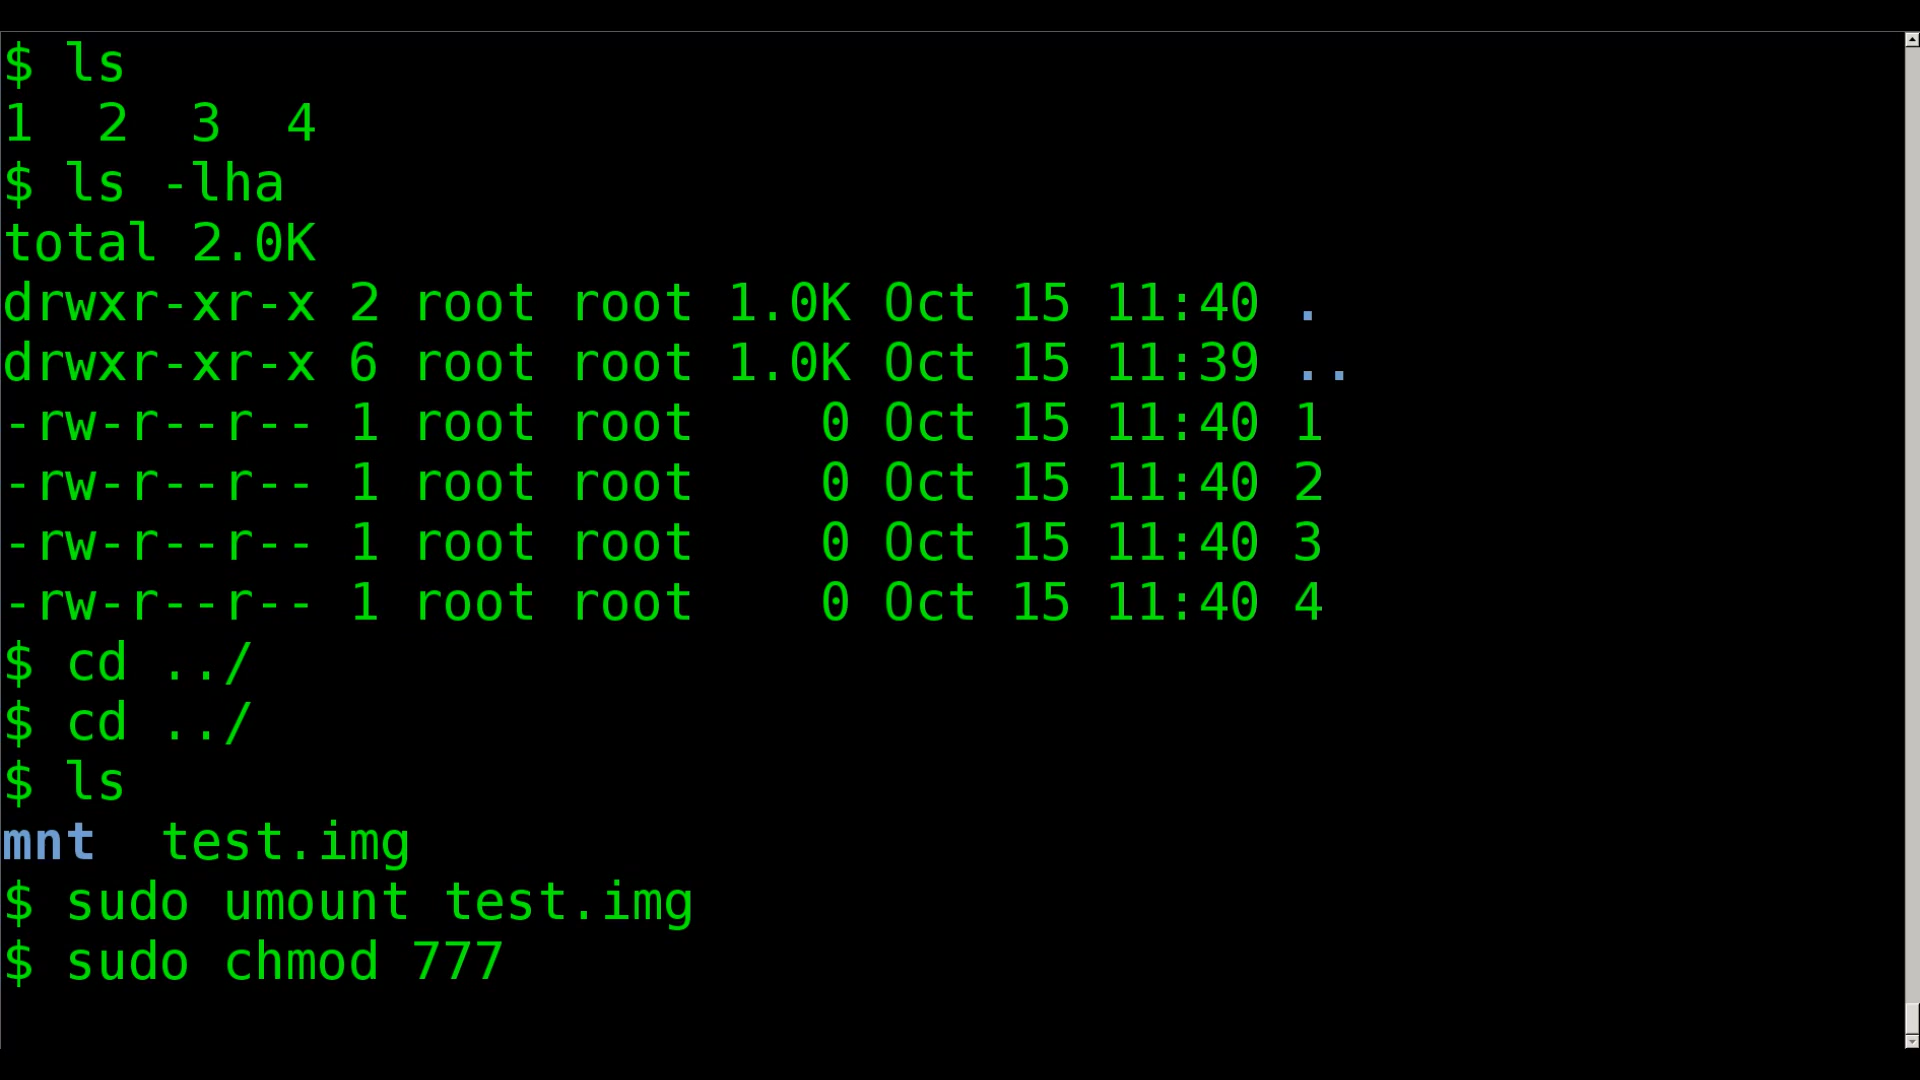 $ ls
1  2  3  4
$ ls -lha
total 2.0K
drwxr-xr-x 2 root root 1.0K Oct 15 11:40 .
drwxr-xr-x 6 root root 1.0K Oct 15 11:39 ..
-rw-r--r-- 1 root root    0 Oct 15 11:40 1
-rw-r--r-- 1 root root    0 Oct 15 11:40 2
-rw-r--r-- 1 root root    0 Oct 15 11:40 3
-rw-r--r-- 1 root root    0 Oct 15 11:40 4
$ cd ../
$ cd ../
$ ls
mnt  test.img
$ sudo umount test.img
$ sudo chmod 777